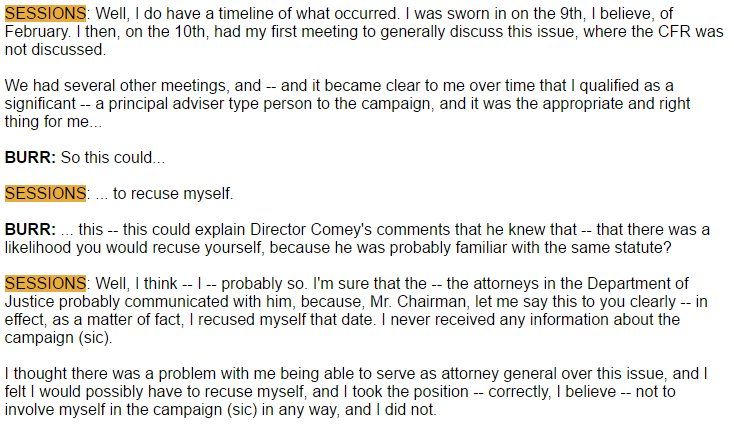 SESSIONS: Well, I do have a timeline of what occurred. I was sworn in on the 9th, I believe, of
February. I then, on the 10th, had my first meeting to generally discuss this issue, where the CFR was
not discussed.
We had several other meetings, and -- and it became clear to me over time that I qualified as a
significant -- a principal adviser type person to the campaign, and it was the appropriate and right
thing for me...
BURR: So this could...
SESSIONS: ... to recuse myself.
BURR: ... this -- this could explain Director Comey's comments that he knew that -- that there was a
likelihood you would recuse yourself, because he was probably familiar with the same statute?
SESSIONS: Well, I think -- I -- probably so. I'm sure that the -- the attorneys in the Department of
Justice probably communicated with him, because, Mr. Chairman, let me say this to you clearly -- in
effect, as a matter of fact, I recused myself that date. I never received any information about the
campaign (sic).
I thought there was a problem with me being able to serve as attorney general over this issue, and I
felt I would possibly have to recuse myself, and I took the position -- correctly, I believe -- not to
involve myself in the campaign (sic) in any way, and I did not.